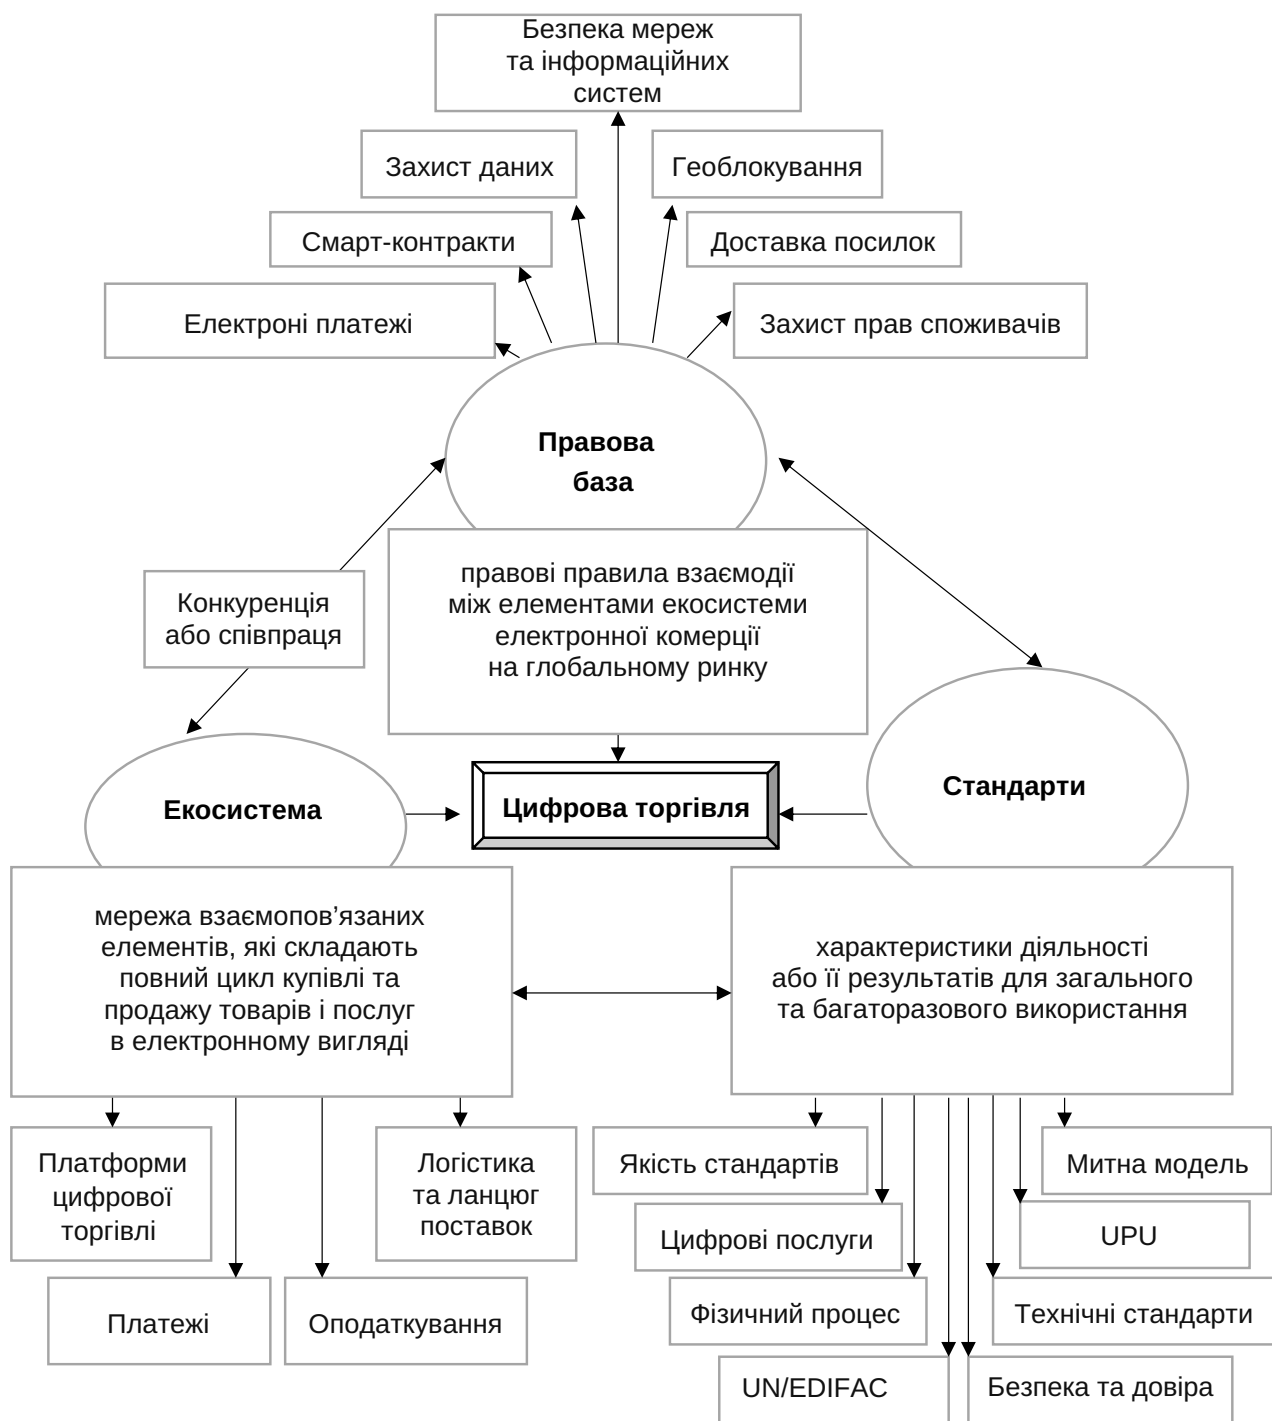 Безпека мереж
та інформаційних
систем
Захист даних
Геоблокування
Смарт-контракти
Доставка посилок
Електроні платежі
Захист прав споживачів
Правова
база
правові правила взаємодії
між елементами екосистеми
електронної комерції
на глобальному ринку
Конкуренція
або співпраця
Екосистема
Цифрова торгівля
Стандарти
мережа взаємопов’язаних
елементів, які складають
повний цикл купівлі та
продажу товарів і послуг
в електронному вигляді
характеристики діяльності
або її результатів для загального
та багаторазового використання
Платформи
цифрової
торгівлі
Логістика
та ланцюг
поставок
Якість стандартів
Митна модель
Цифрові послуги
UPU
Платежі
Оподаткування
Фізичний процес
Технічні стандарти
UN/EDIFAC
Безпека та довіра